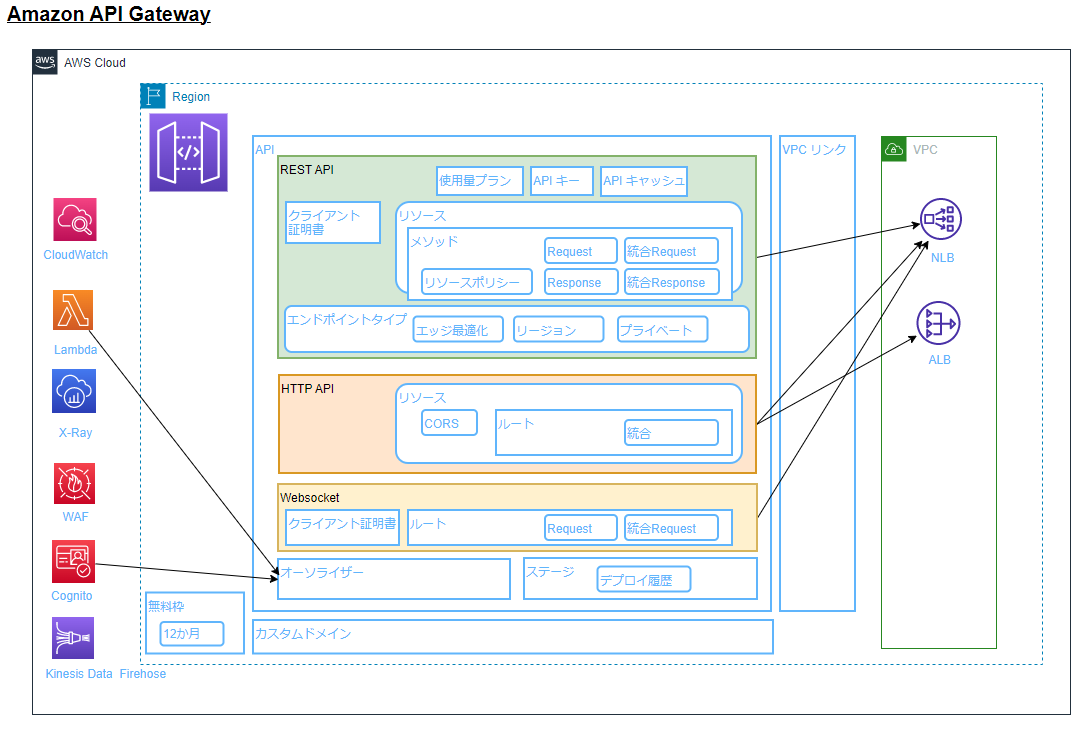 Amazon API Gateway
aws
AWS Cloud
Region
API
VPC リンク
VPC
REST API
使用量プラン
API キー
API キャッシュ
クライアント
証明書
リソース
メソッド
Request
統合Request
リソースポリシー
Response
統合Response
エンドポイントタイプ
エッジ最適化
リージョン
プライベート
NLB
ALB
CloudWatch
Lambda
X-Ray
WAF
Cognito
Kinesis Data Firehose
HTTP API
リソース
CORS
ルート
統合
Websocket
クライアント証明書
ルート
Request
統合Request
オーソライザー
ステージ
デプロイ履歴
無料枠
12か月
カスタムドメイン